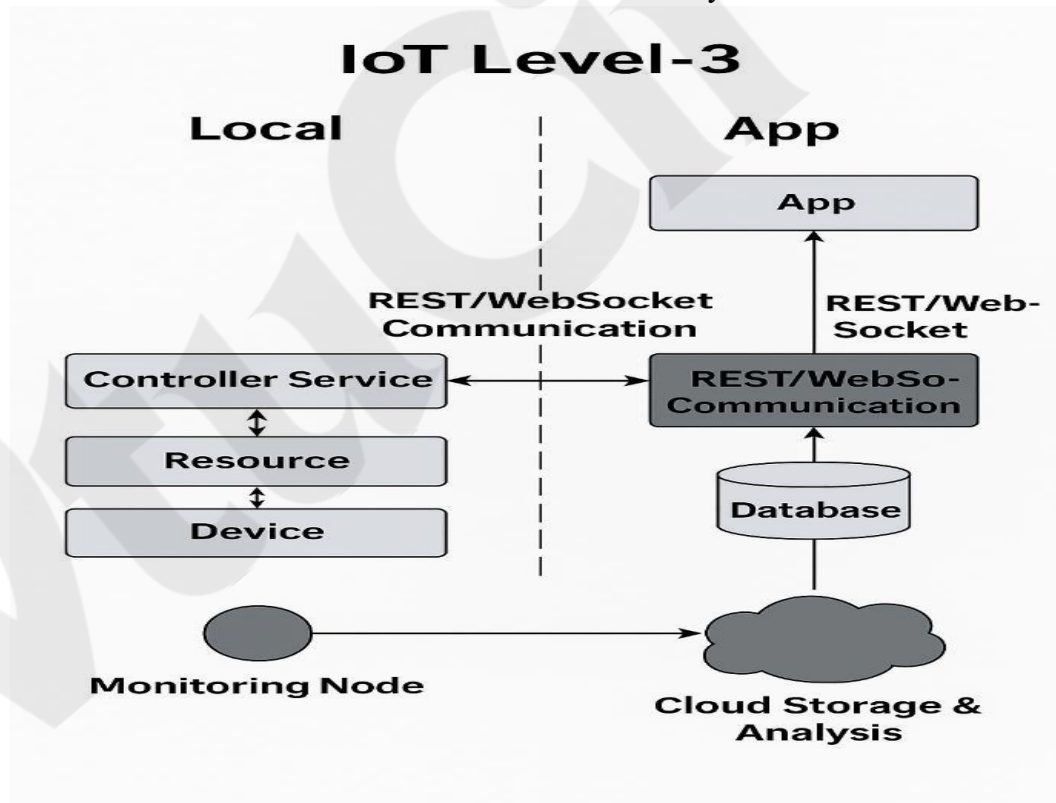 IoT Level-3
Local
App
App
REST/WebSocket
Communication
REST/Web-
Socket
Controller Service
REST/WebSo-
Communication
Resource
Database
Device
Monitoring Node
Cloud Storage &
Analysis